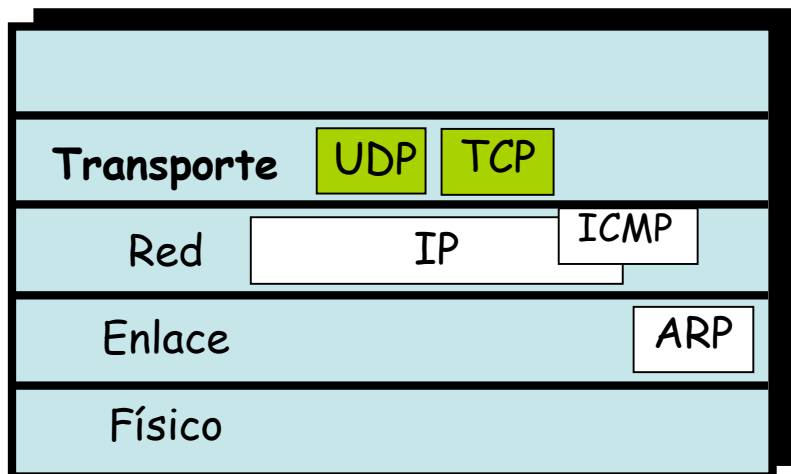 Transporte UDP TCP
Red IP ICMP
Enlace ARP
Físico